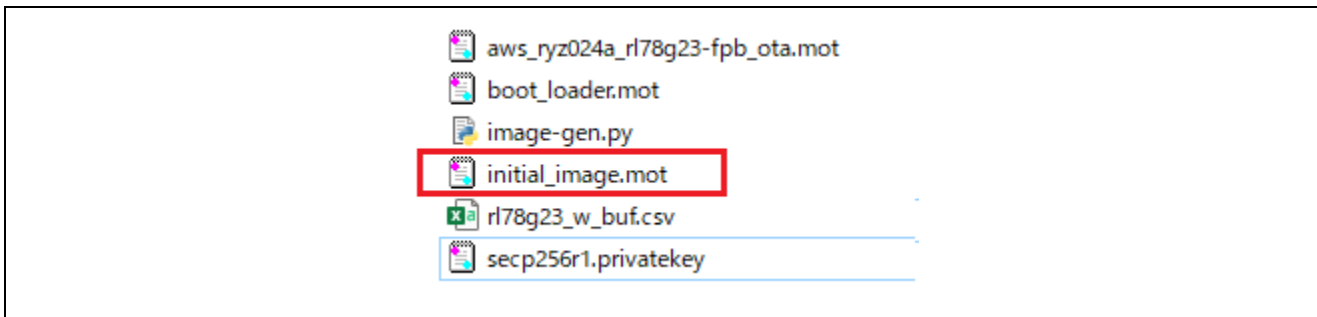 aws_ryz024a_rl78g23-fpb_ota.mot
boot_loader.mot
image-gen.py
initial_image.mot
rl78g23_w_buf.csv
secp256r1.privatekey